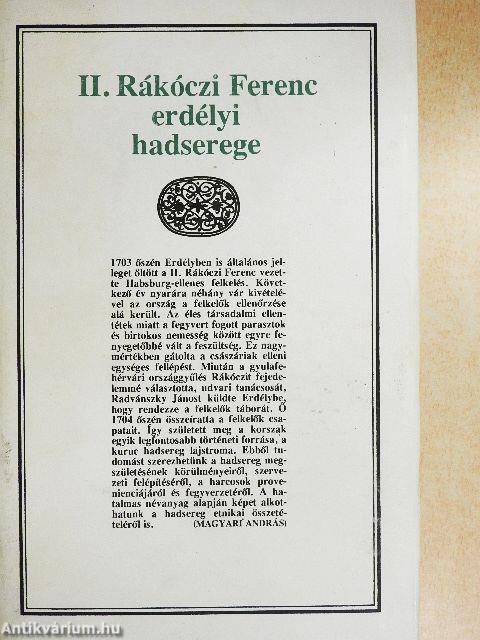 II. Rákóczi Ferenc
erdélyi
hadserege
1703 őszén Erdélyben is általános jel-
leget öltött a II. Rákóczi Ferenc vezet-
te Habsburg-ellenes felkelés. Követ-
kező év nyarára néhány vár kivételé-
vel az ország a felkelők ellenőrzése
alá került. Az éles társadalmi ellen-
tétek miatt a fegyvert fogott parasztok
és birtokos nemesség között egyre fe-
nyegetőbbé vált a feszültség. Ez nagy-
mértékben gátolta a császáriak elleni
egységes fellépést. Miután a gyulafe-
hérvári országgyűlés Rákóczit fejede-
lemmé választotta, udvari tanácsosát,
Radvánszky Jánost küldte Erdélybe,
hogy rendezze a felkelők táborát. Ő
1704 őszén összeíratta a felkelők csa-
patait. Így született meg a korszak
egyik legfontosabb történeti forrása, a
kuruc hadsereg lajstroma. Ebből tu-
domást szerezhetünk a hadsereg meg-
születésének körülményeiről, szerve-
zeti felépítéséről, a harcosok prove-
nienciájáról és fegyverzetéről. A ha-
talmas névanyag alapján képet alkot-
hatunk a hadsereg etnikai összeté-
teléről is. (MAGYARI ANDRÁS)
Antikvárium.hu